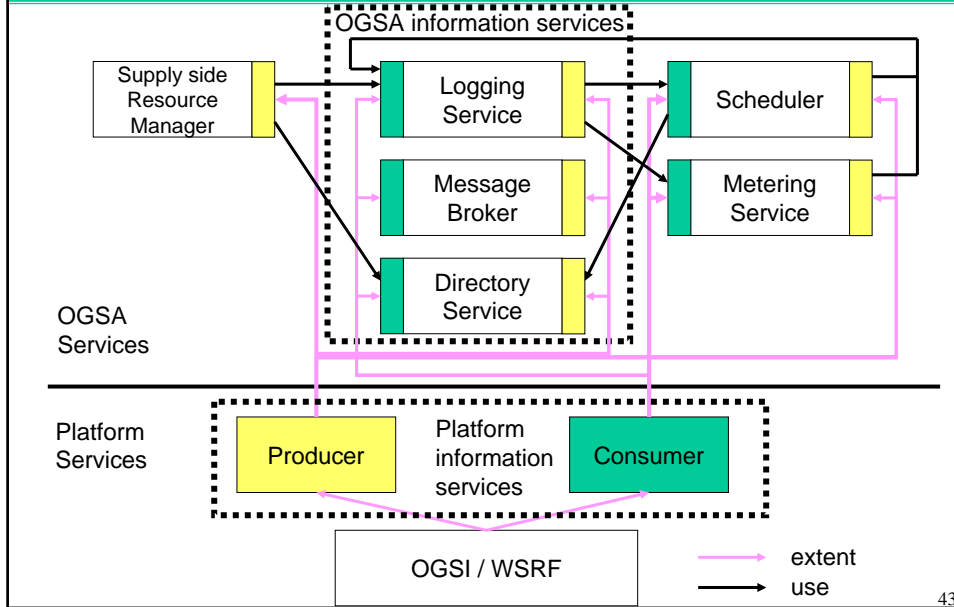 OGSA information services
Supply side
Resource
Manager
Logging
Service
Scheduler
Message
Broker
Metering
Service
Directory
Service
OGSA
Services
Platform
Services
Producer
Platform
information
services
Consumer
OGSI / WSRF
extent
use
43